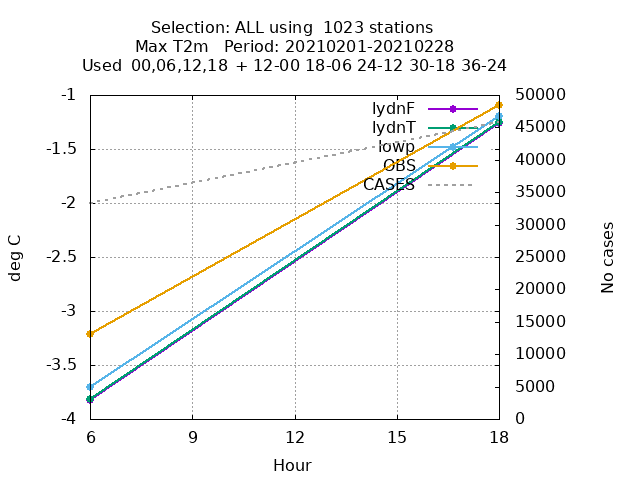 Selection: ALL using  1023 stations
Max T2m   Period: 20210201-20210228
Used  00,06,12,18 + 12-00 18-06 24-12 30-18 36-24
-1
-1.5
-2
-2.5
-3
-3.5
-4
50000
45000
40000
35000
30000
25000
20000
15000
10000
5000
0
lydnF
lydnT
iowp
OBS
CASES
deg C
No cases
6 9 12 15 18
Hour